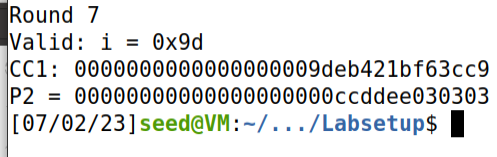 Round 7
Valid: i = 0x9d
CC1: 0000000000000000009deb421bf63cc9
P2 = 00000000000000000000ccddee030303
[07/02/23]seed@VM:~/.../Labsetup$